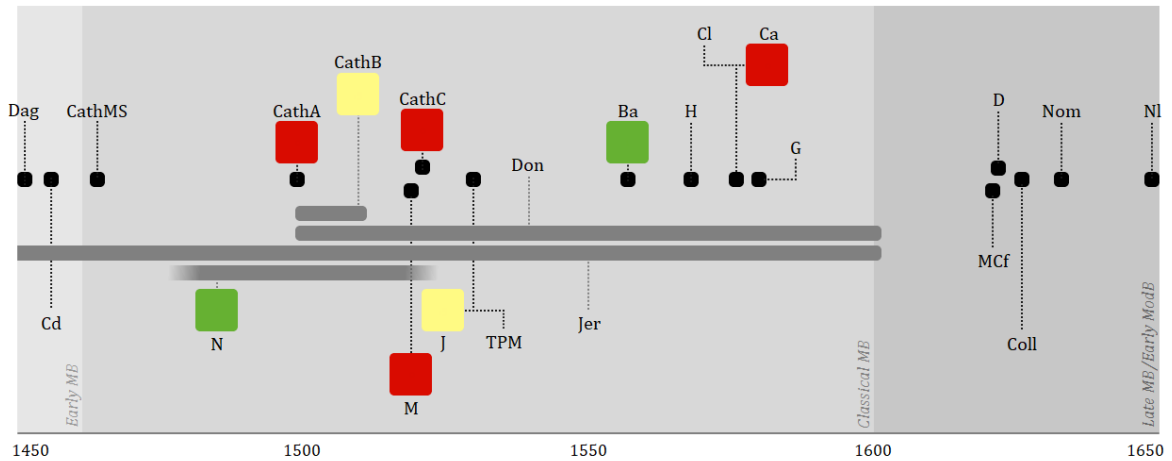 Cl
Ca
CathB
CathC
Dag
CathMS
CathA
Ba
H
D
Nom
Nl
G
Don
MCf
Cd
N
J
TPM
Jer
Coll
M
Early MB
Classical MB
Late MB/Early ModB
1450
1500
1550
1600
1650